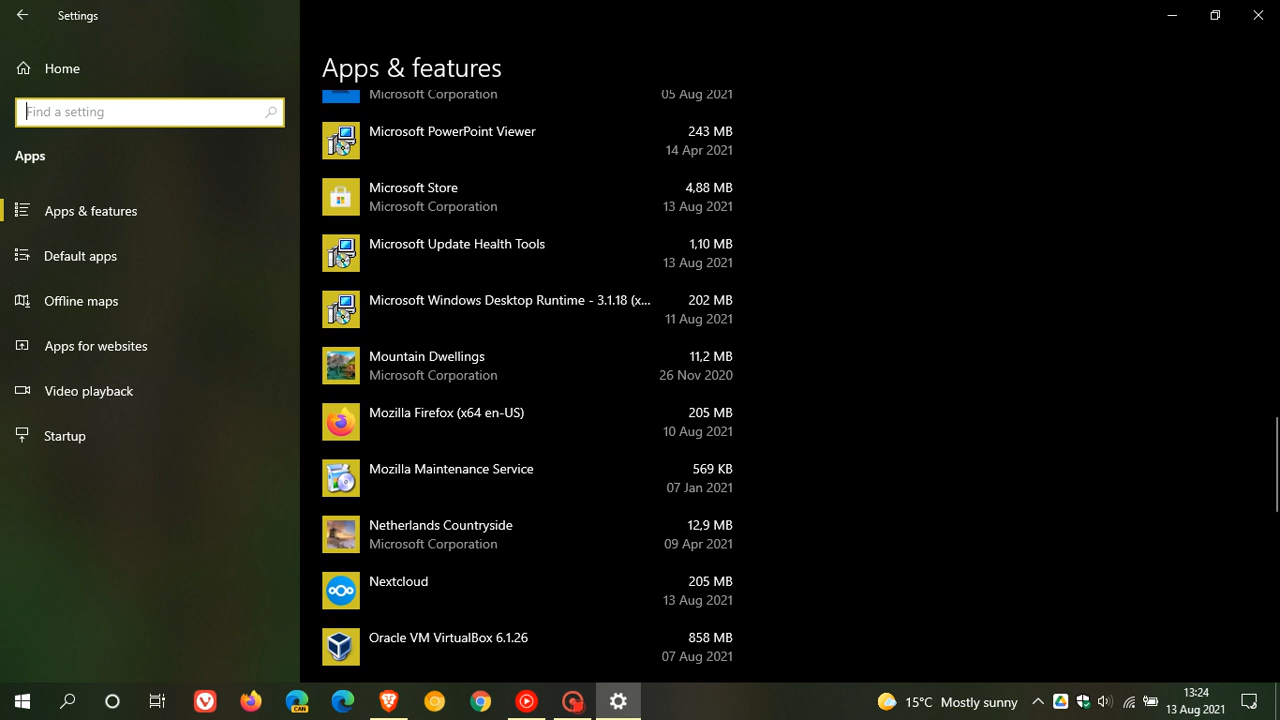 Settings
Home
Find a setting
Apps
Apps & features
Default apps
Offline maps
Apps for websites
Video playback
Startup
Apps & features
Microsoft Corporation 05 Aug 2021
Microsoft PowerPoint Viewer 243 MB
14 Apr 2021
Microsoft Store 4,88 MB
Microsoft Corporation 13 Aug 2021
Microsoft Update Health Tools 1,10 MB
13 Aug 2021
Microsoft Windows Desktop Runtime - 3.1.18 (x... 202 MB
11 Aug 2021
Mountain Dwellings 11,2 MB
Microsoft Corporation 26 Nov 2020
Mozilla Firefox (x64 en-US) 205 MB
10 Aug 2021
Mozilla Maintenance Service 569 KB
07 Jan 2021
Netherlands Countryside 12,9 MB
Microsoft Corporation 09 Apr 2021
Nextcloud 205 MB
13 Aug 2021
Oracle VM VirtualBox 6.1.26 858 MB
07 Aug 2021
CAN
15°C Mostly sunny
13:24
13 Aug 2021